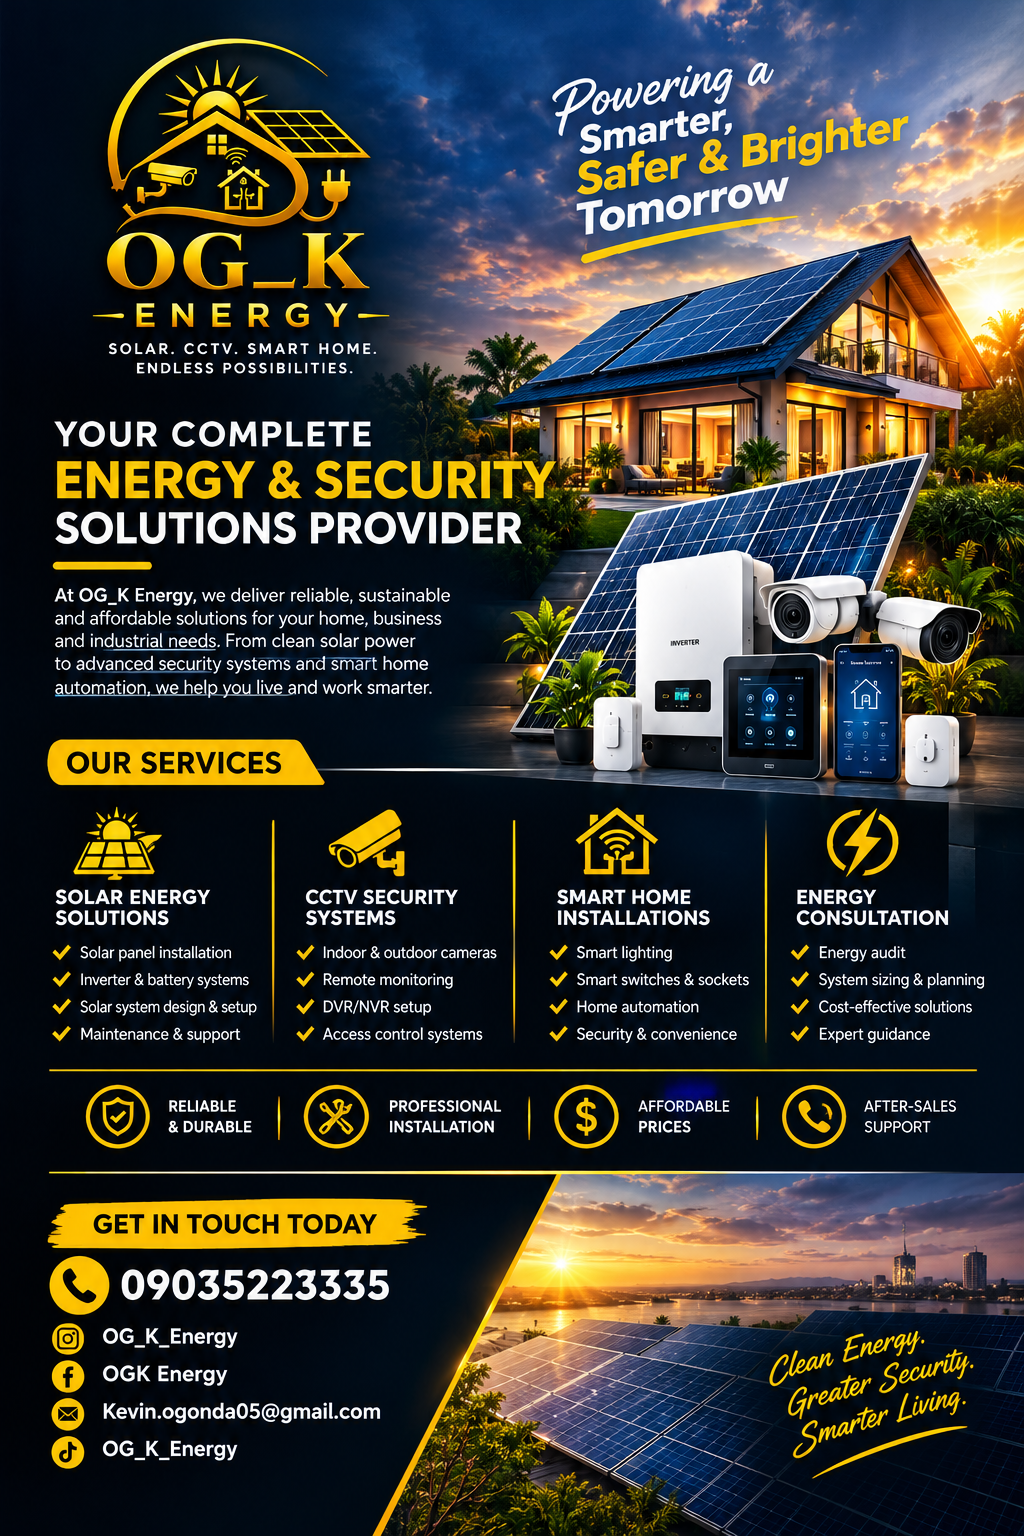 OG_K
ENERGY
SOLAR. CCTV. SMART HOME.
ENDLESS POSSIBILITIES.
Powering a
Smarter,
Safer & Brighter
Tomorrow
YOUR COMPLETE
ENERGY & SECURITY
SOLUTIONS PROVIDER
At OG_K Energy, we deliver reliable, sustainable
and affordable solutions for your home, business
and industrial needs. From clean solar power
to advanced security systems and smart home
automation, we help you live and work smarter.
INVERTER
OUR SERVICES
SOLAR ENERGY
SOLUTIONS
Solar panel installation
Inverter & battery systems
Solar system design & setup
Maintenance & support
CCTV SECURITY
SYSTEMS
Indoor & outdoor cameras
Remote monitoring
DVR/NVR setup
Access control systems
SMART HOME
INSTALLATIONS
Smart lighting
Smart switches & sockets
Home automation
Security & convenience
ENERGY
CONSULTATION
Energy audit
System sizing & planning
Cost-effective solutions
Expert guidance
RELIABLE
& DURABLE
PROFESSIONAL
INSTALLATION
AFFORDABLE
PRICES
AFTER-SALES
SUPPORT
GET IN TOUCH TODAY
09035223335
OG_K_Energy
OGK Energy
Kevin.ogonda05@gmail.com
OG_K_Energy
Clean Energy.
Greater Security.
Smarter Living.